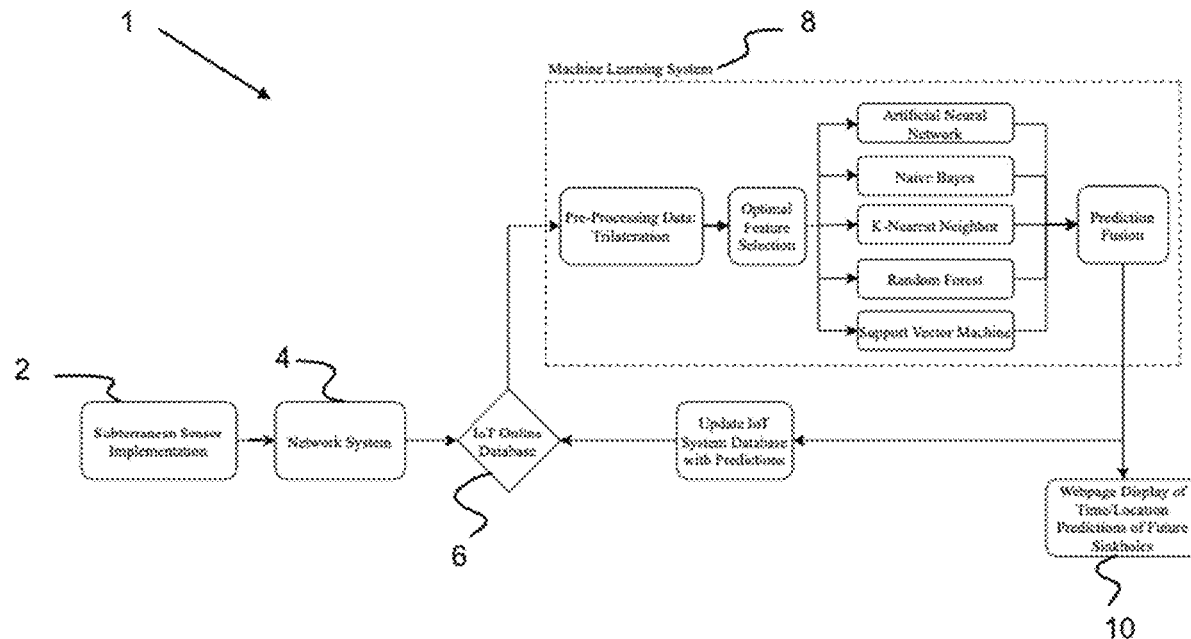 1
8
Machine Learning System
Artificial Neural
Network
Naive Bayes
Pre-Processing Data:
Trilateration
Optimal
Feature
Selection
K-Nearest Neighbor
Prediction
Fusion
Random Forest
Support Vector Machine
2
4
Subterranean Sensor
Implementation
Network System
IoT Online
Database
Update IoT
System Database
with Predictions
6
Webpage Display of
Time/Location
Predictions of Future
Sinkholes
10